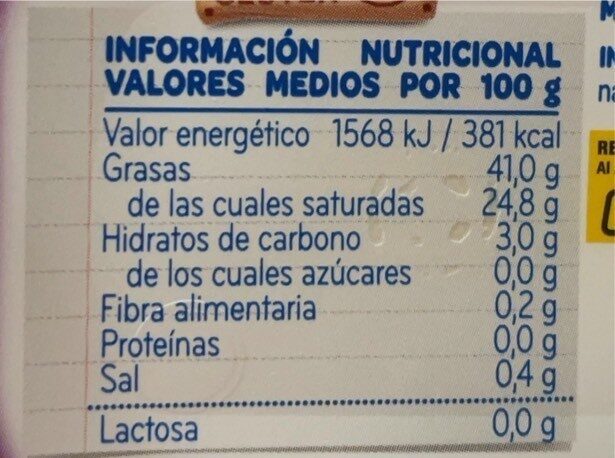 GLUTEN
INFORMACIÓN NUTRICIONAL
VALORES MEDIOS POR 100 g
Valor energético 1568 kJ / 381 kcal
Grasas 41,0 g
de las cuales saturadas 24,8 g
Hidratos de carbono 3,0 g
de los cuales azúcares 0,0 g
Fibra alimentaria 0,2 g
Proteínas 0,0 g
Sal 0,4 g
Lactosa 0,0 g